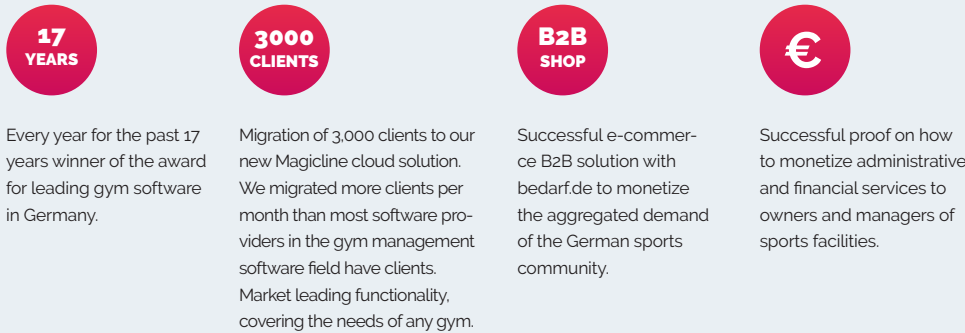 17
YEARS
Every year for the past 17
years winner of the award
for leading gym software
in Germany.
3000
CLIENTS
Migration of 3,000 clients to our
new Magicline cloud solution.
We migrated more clients per
month than most software pro-
viders in the gym management
software field have clients.
Market leading functionality,
covering the needs of any gym.
B2B
SHOP
Successful e-commer-
ce B2B solution with
bedarf.de to monetize
the aggregated demand
of the German sports
community.
€
Successful proof on how
to monetize administrative
and financial services to
owners and managers of
sports facilities.